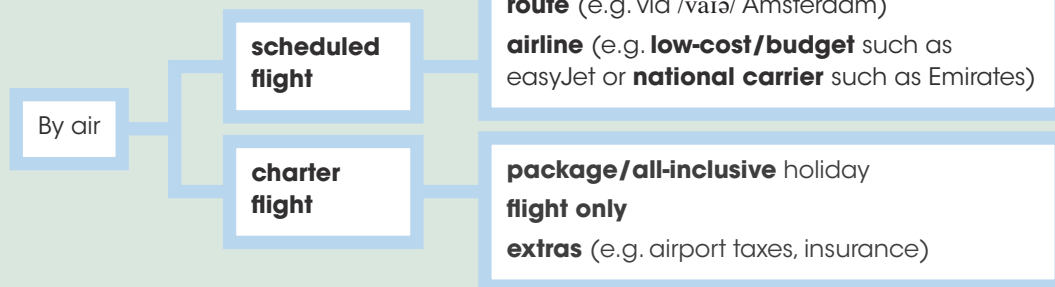 route (e.g. via /vaɪə/ Amsterdam)
airline (e.g. low-cost/budget such as
easyJet or national carrier such as Emirates)
scheduled
flight
By air
charter
flight
package/all-inclusive holiday
flight only
extras (e.g. airport taxes, insurance)